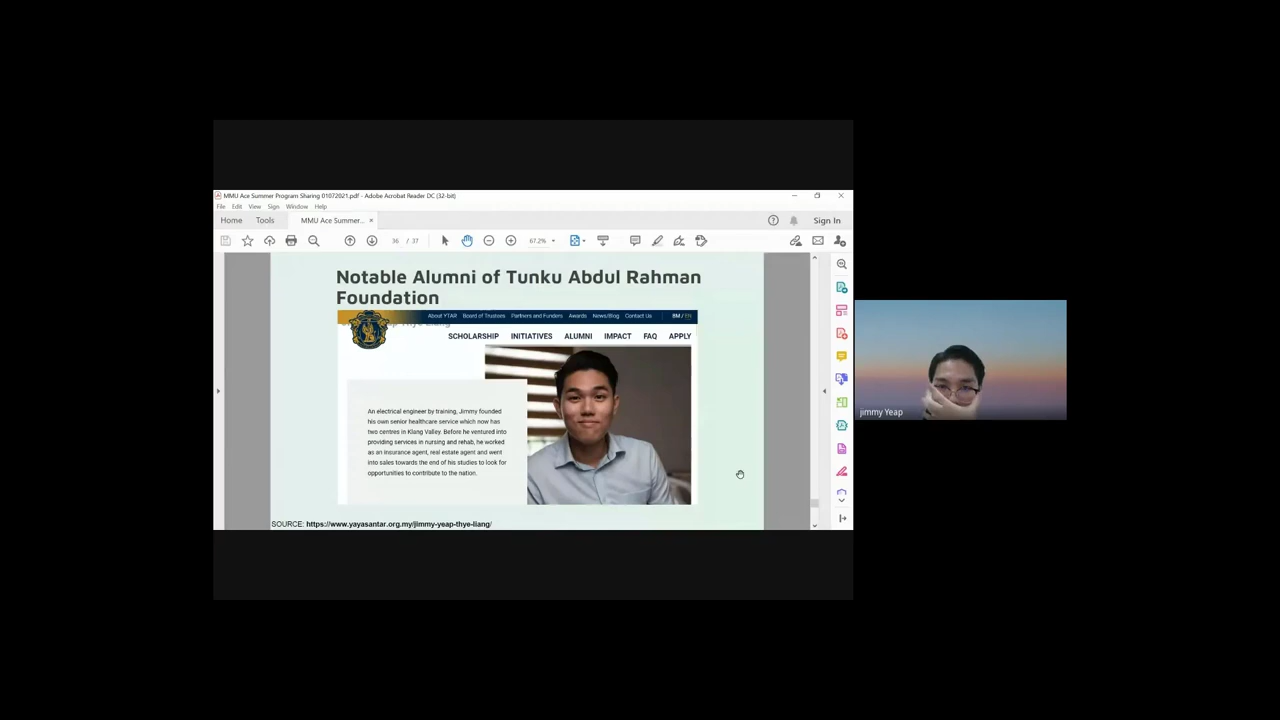 MMU Ace Summer Program Sharing 01072021.pdf - Adobe Acrobat Reader DC (32-bit)
File Edit View Sign Window Help
Home Tools MMU Ace Summer... × Sign In
36 / 37 67.2%
Notable Alumni of Tunku Abdul Rahman
Foundation
About YTAR Board of Trustees Partners and Funders Awards News/Blog Contact Us BM / EN
SCHOLARSHIP INITIATIVES ALUMNI IMPACT FAQ APPLY
An electrical engineer by training, Jimmy founded
his own senior healthcare service which now has
two centres in Klang Valley. Before he ventured into
providing services in nursing and rehab, he worked
as an insurance agent, real estate agent and went
into sales towards the end of his studies to look for
opportunities to contribute to the nation.
SOURCE: https://www.yayasantar.org.my/jimmy-yeap-thye-liang/
jimmy Yeap